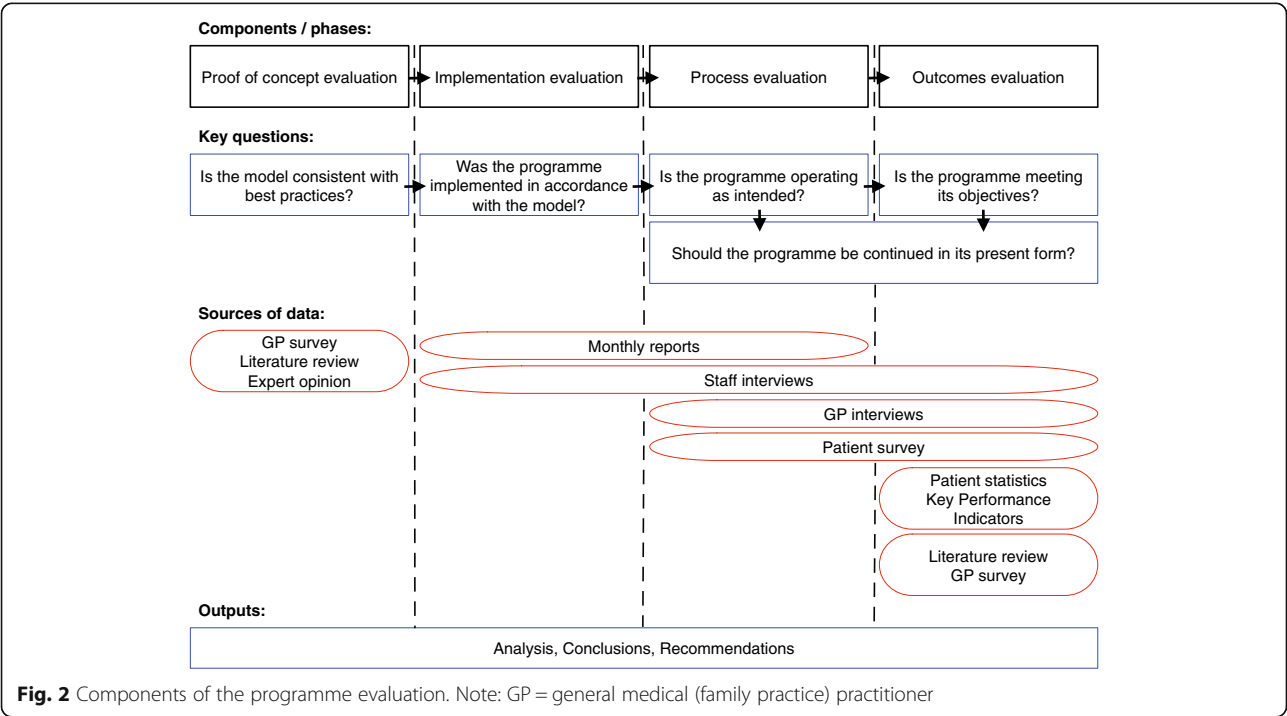 Components / phases:
Proof of concept evaluation
Implementation evaluation
Process evaluation
Outcomes evaluation
Key questions:
Is the model consistent with
best practices?
Was the programme
implemented in accordance
with the model?
Is the programme operating
as intended?
Is the programme meeting
its objectives?
Should the programme be continued in its present form?
Sources of data:
GP survey
Literature review
Expert opinion
Monthly reports
Staff interviews
GP interviews
Patient survey
Patient statistics
Key Performance
Indicators
Literature review
GP survey
Outputs:
Analysis, Conclusions, Recommendations
Fig. 2 Components of the programme evaluation. Note: GP = general medical (family practice) practitioner